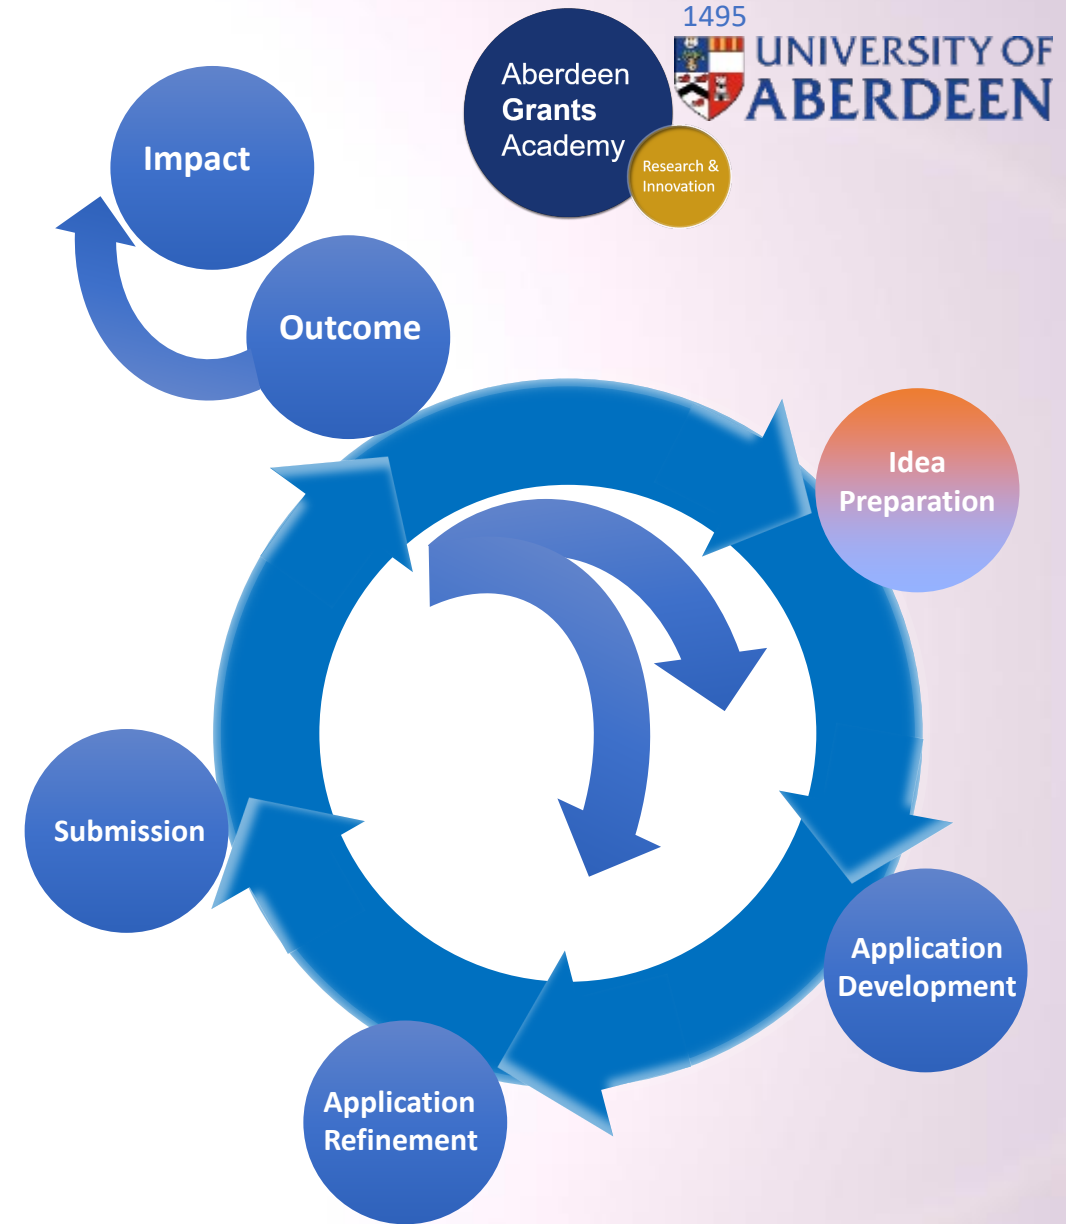 1495
UNIVERSITY OF
ABERDEEN
Aberdeen
Grants
Academy
Research &
Innovation
Impact
Outcome
Idea
Preparation
Application
Development
Application
Refinement
Submission